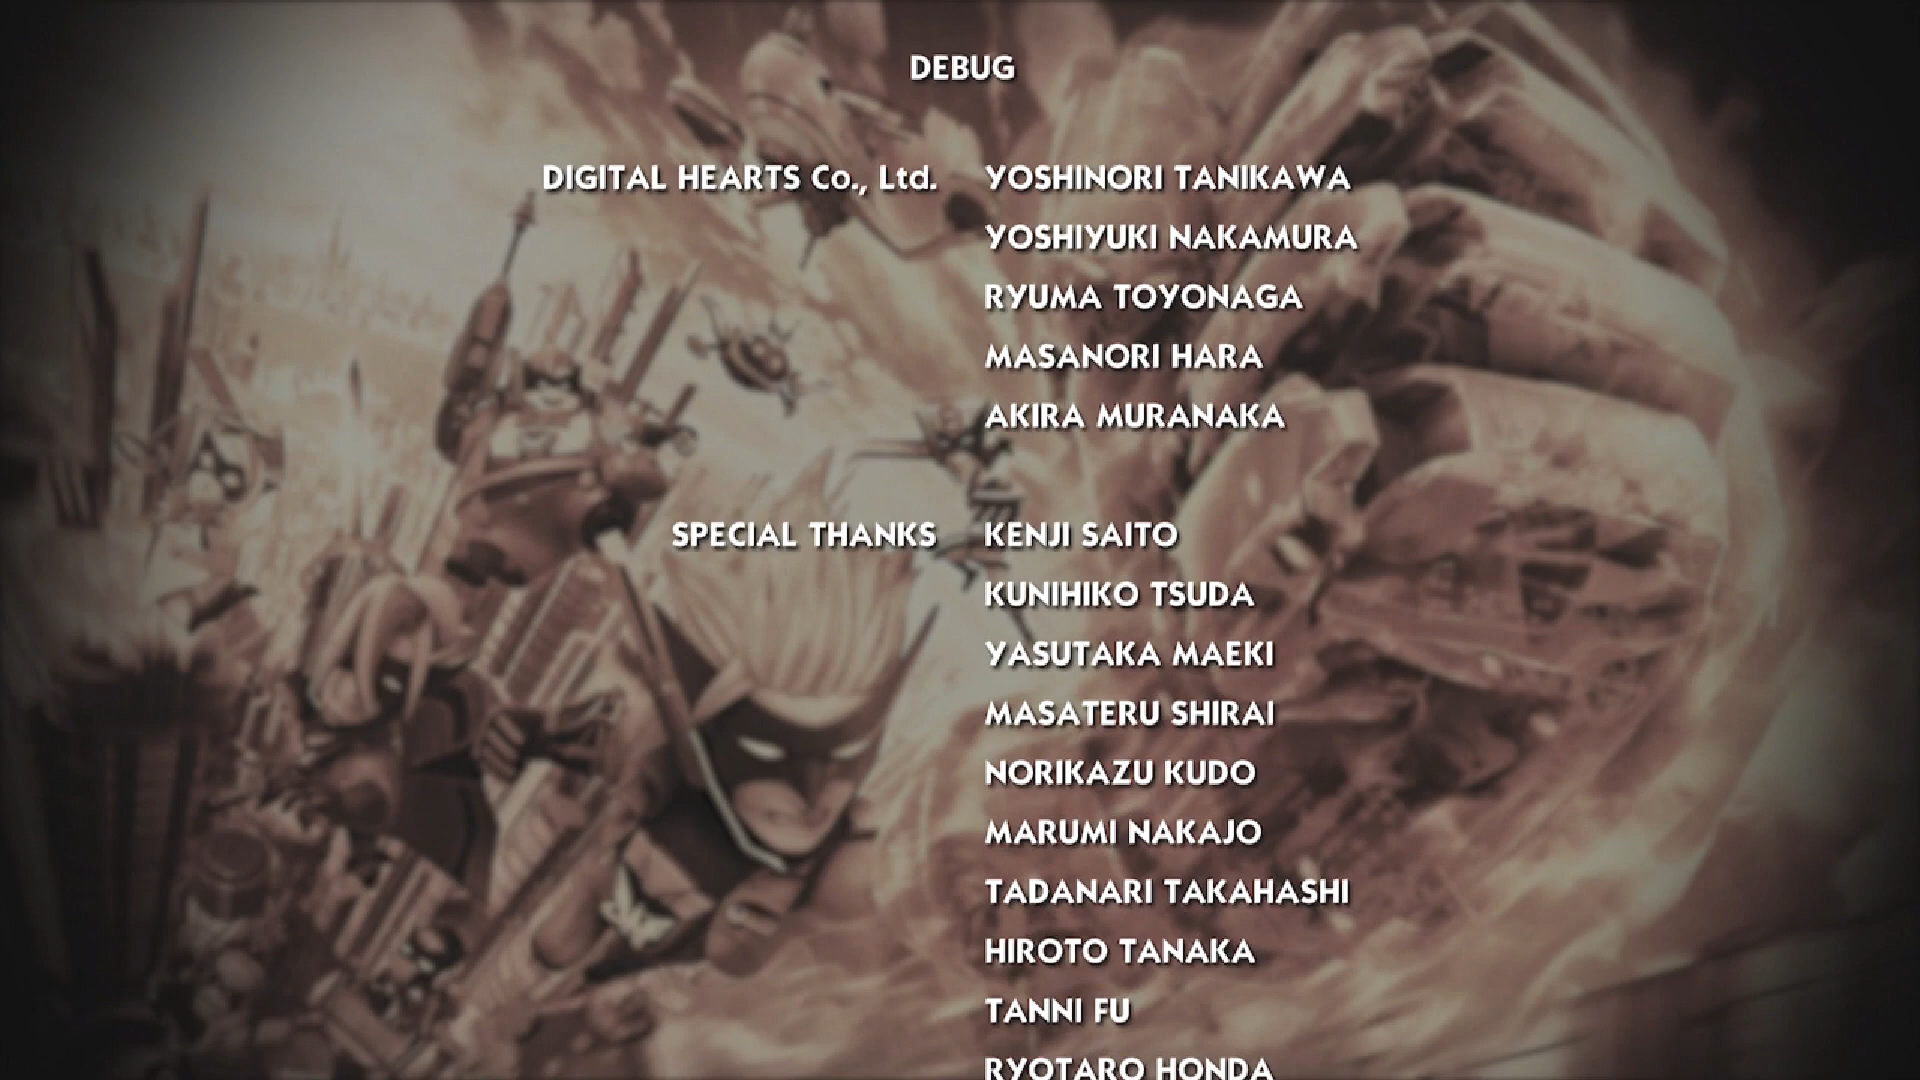 DEBUG
DIGITAL HEARTS Co., Ltd. YOSHINORI TANIKAWA
YOSHIYUKI NAKAMURA
RYUMA TOYONAGA
MASANORI HARA
AKIRA MURANAKA
SPECIAL THANKS KENJI SAITO
KUNIHIKO TSUDA
YASUTAKA MAEKI
MASATERU SHIRAI
NORIKAZU KUDO
MARUMI NAKAJO
TADANARI TAKAHASHI
HIROTO TANAKA
TANNI FU
RYOTARO HONDA